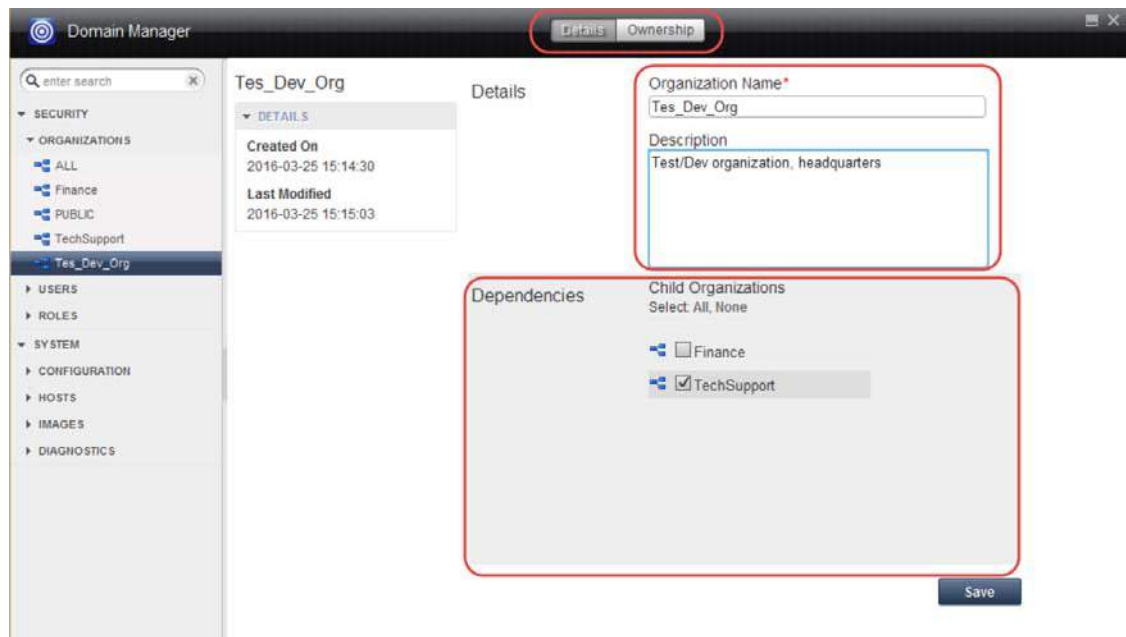 Domain Manager
Details
Ownership
enter search
SECURITY
ORGANIZATIONS
ALL
Finance
PUBLIC
TechSupport
Tes_Dev_Org
USERS
ROLES
SYSTEM
CONFIGURATION
HOSTS
IMAGES
DIAGNOSTICS
Tes_Dev_Org
DETAILS
Created On
2016-03-25 15:14:30
Last Modified
2016-03-25 15:15:03
Details
Organization Name*
Tes_Dev_Org
Description
Test/Dev organization, headquarters
Dependencies
Child Organizations
Select: All, None
Finance
TechSupport
Save